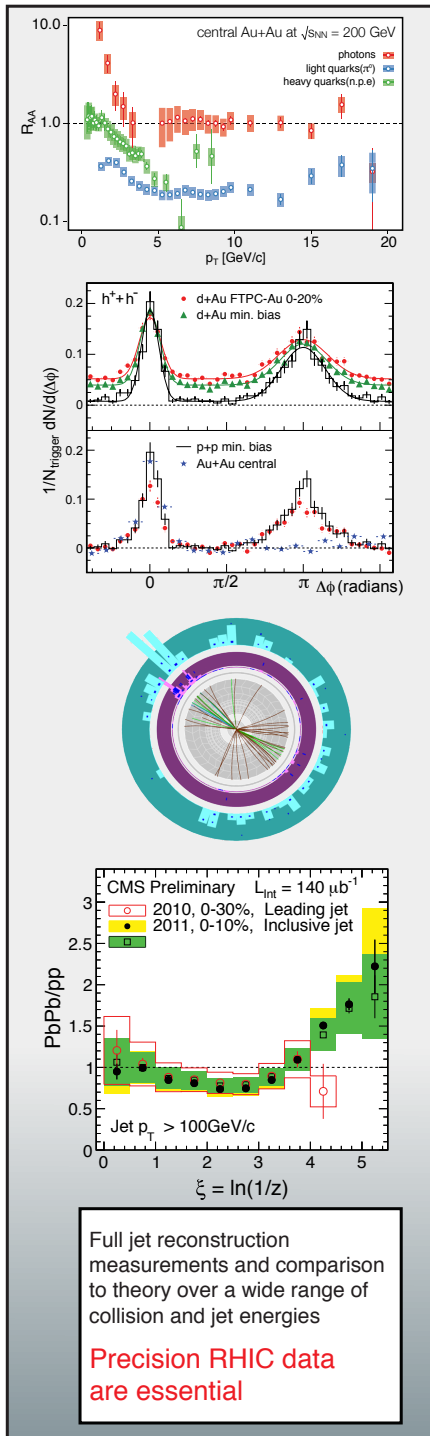 central Au+Au at √sNN = 200 GeV
photons
light quarks(π⁰)
heavy quarks(n.p.e)
10.0
1.0
0.1
RAA
0 5 10 15 20
pT [GeV/c]
h⁺+h⁻
d+Au FTPC-Au 0-20%
d+Au min. bias
0.2
0.1
0
p+p min. bias
Au+Au central
0.2
0.1
0
1/Ntrigger dN/d(Δφ)
0 π/2 π Δφ (radians)
CMS Preliminary LInt = 140 μb⁻¹
2010, 0-30%, Leading jet
2011, 0-10%, Inclusive jet
3
2.5
2
1.5
1
0.5
0
PbPb/pp
Jet pT > 100GeV/c
0 1 2 3 4 5
ξ = ln(1/z)
Full jet reconstruction
measurements and comparison
to theory over a wide range of
collision and jet energies
Precision RHIC data
are essential